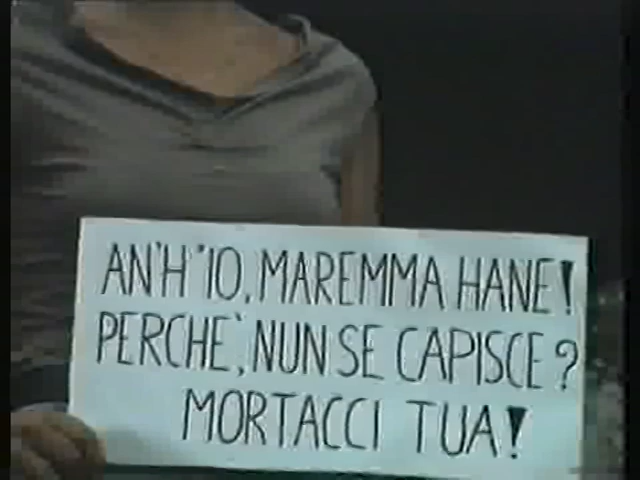 AN'H 'IO, MAREMMA HANE!
PERCHE', NUN SE CAPISCE?
MORTACCI TUA!